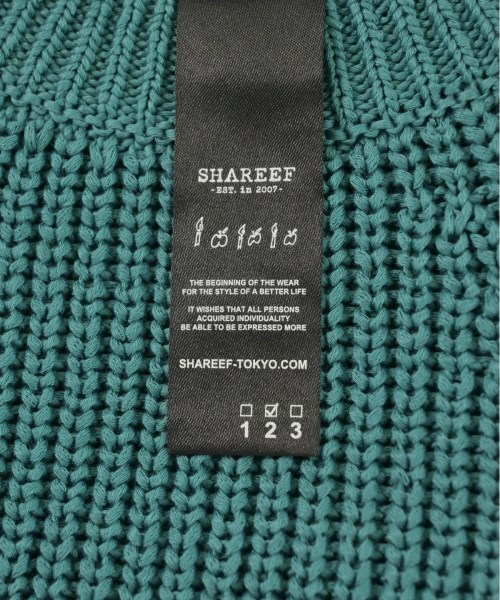 SHAREEF
-EST. in 2007-
THE BEGINNING OF THE WEAR
FOR THE STYLE OF A BETTER LIFE
IT WISHES THAT ALL PERSONS
ACQUIRED INDIVIDUALITY
BE ABLE TO BE EXPRESSED MORE
SHAREEF-TOKYO.COM
1 2 3